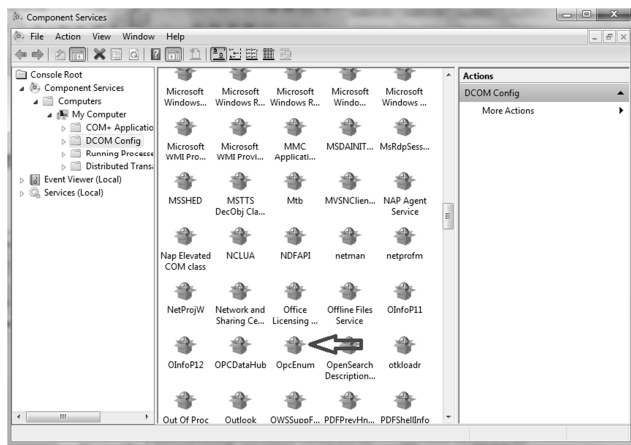 Component Services
File Action View Window Help
Console Root
Component Services
Computers
My Computer
COM+ Applicatio
DCOM Config
Running Processe
Distributed Trans
Event Viewer (Local)
Services (Local)
Microsoft Windows...
Microsoft Windows R...
Microsoft Windows R...
Microsoft Windo...
Microsoft Windows ...
Microsoft WMI Pro...
Microsoft WMI Provi...
MMC Applicati...
MSDAINIT...
MsRdpSess...
MSSHED
MSTTS DecObj Cla...
Mtb
MVSNClien...
NAP Agent Service
Nap Elevated COM class
NCLUA
NDFAPI
netman
netprofm
NetProjW
Network and Sharing Ce...
Office Licensing ...
Offline Files Service
OInfoP11
OInfoP12
OPCDataHub
OpcEnum
OpenSearch Description...
otkloadr
Out Of Proc
Outlook
OWSSuppF...
PDFPrevHn...
PDFShellInfo
Actions
DCOM Config
More Actions